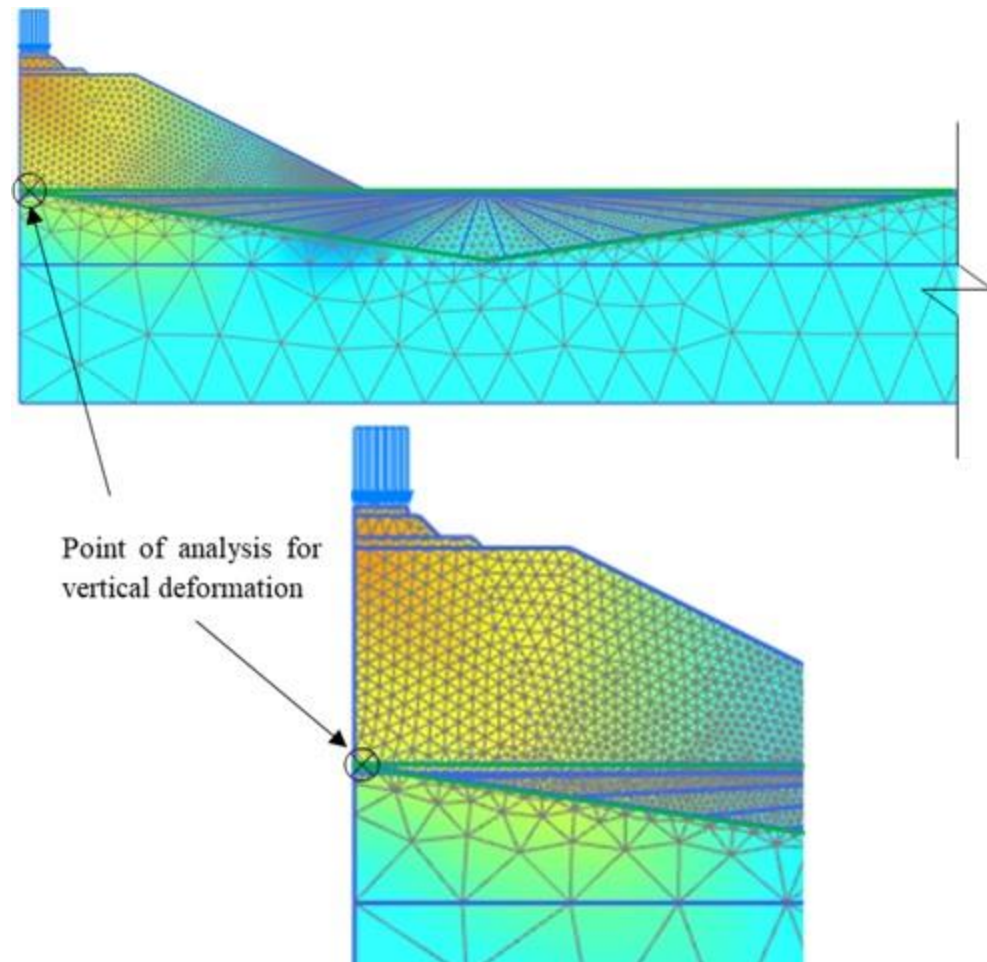 Point of analysis for
vertical deformation